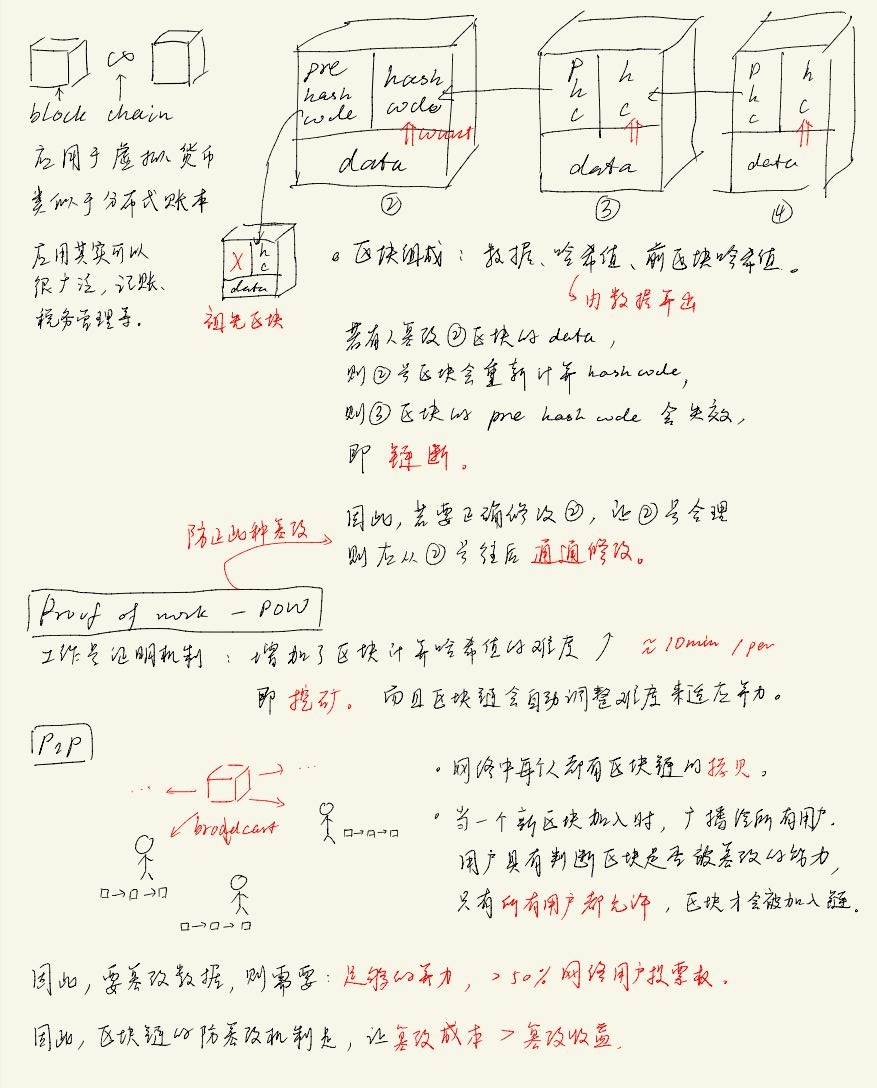 block chain
应用于虚拟货币
类似于分布式账本
应用其实可以
很广泛，记账、
税务管理等.
pre hash code
hash code
count
data
②
p h c
h c
data
③
p h c
h c
data
④
X
h c
data
祖先区块
• 区块组成：数据、哈希值、前区块哈希值。
由数据算出
若有人篡改②区块的data，
则②号区块会重新计算hash code，
则③区块的 pre hash code 会失效，
即 链断。
因此，若要正确修改②，让②号合理
则应从②号往后通通修改。
防止此种篡改
Proof of work — POW
工作量证明机制：增加了区块计算哈希值的难度↑ ≈10min / per
即 挖矿。而且区块链会自动调整难度来适应算力。
P2P
... ...
broadcast
• 网络中每个人都有区块链的拷贝。
• 当一个新区块加入时，广播给所有用户.
用户具有判断区块是否被篡改的能力，
只有所有用户都允许，区块才会被加入链.
因此，要篡改数据，则需要：足够的算力，>50% 网络用户投票权.
因此，区块链的防篡改机制是，让篡改成本 > 篡改收益.